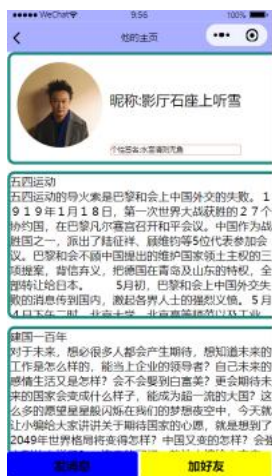 WeChat
9:56
100%
他的主页
昵称:影厅石座上听雪
个性签名:水至清则无鱼
五四运动
五四运动的导火索是巴黎和会上中国外交的失败。1
919年1月18日,第一次世界大战获胜的27个
协约国,在巴黎凡尔赛宫召开和平会议。中国作为战
胜国之一,派出了陆征祥、顾维钧等5位代表参加会
议。巴黎和会不顾中国提出的维护国家领土主权的三
项提案,背信弃义,把德国在青岛及山东的特权,全
部转让给日本。 5月初,巴黎和会上中国外交失
败的消息传到国内,激起各界人士的强烈义愤。5月
建国一百年
对于未来,想必很多人都会产生期待,想知道未来的
工作是怎么样的,能当上企业的领导者?自己未来的
感情生活又是怎样?会不会娶到白富美?更会期待未
来的国家会变成什么样子,能成为超一流的大国?这
么多的愿望星星般闪烁在我们的梦想夜空中,今天就
让小编给大家讲讲关于期待国家的心愿,就是想到了
2049年世界格局将变得怎样?中国又变的怎样?会强
发消息
加好友